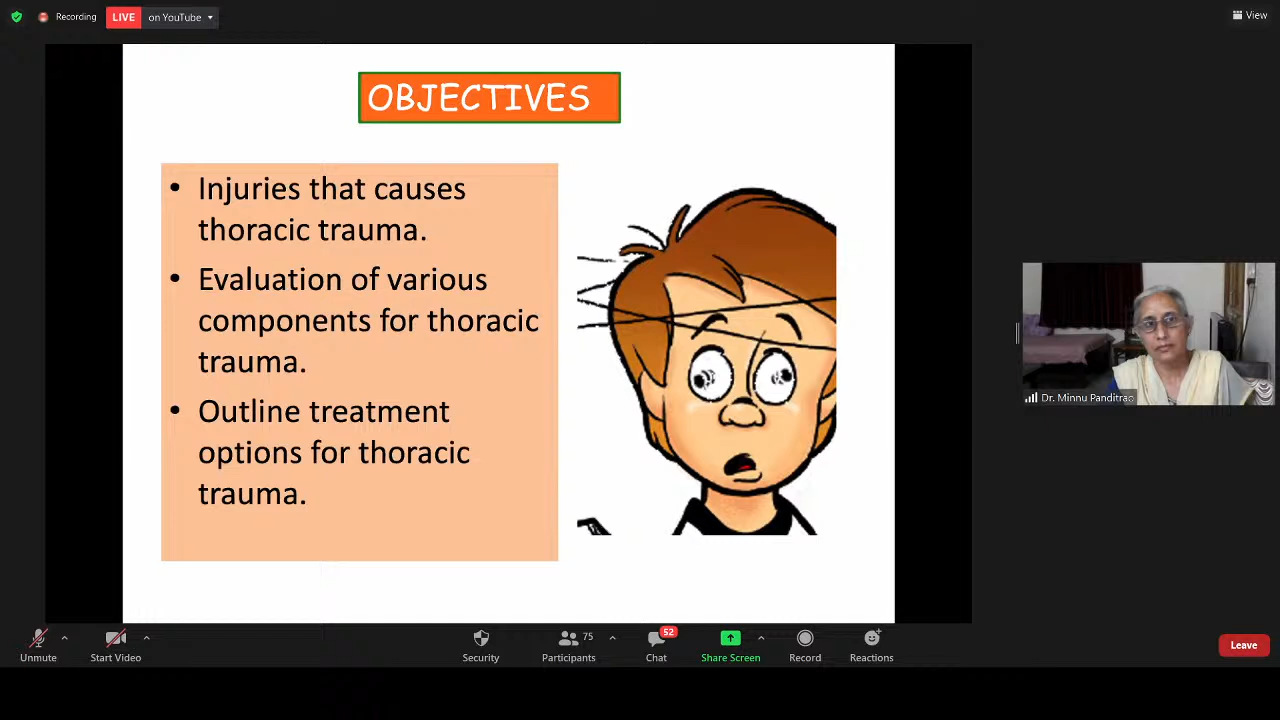 Recording
LIVE on YouTube
View
OBJECTIVES
• Injuries that causes
thoracic trauma.
• Evaluation of various
components for thoracic
trauma.
• Outline treatment
options for thoracic
trauma.
Dr. Minnu Panditrao
Unmute
Start Video
Security
75
Participants
52
Chat
Share Screen
Record
Reactions
Leave